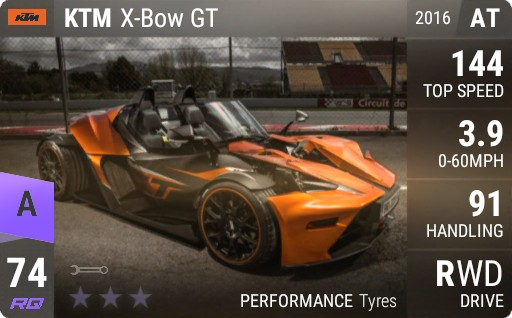 KTM
KTM X-Bow GT
2016 AT
144
TOP SPEED
3.9
0-60MPH
91
HANDLING
RWD
DRIVE
A
74
RQ
PERFORMANCE Tyres
Circuit de